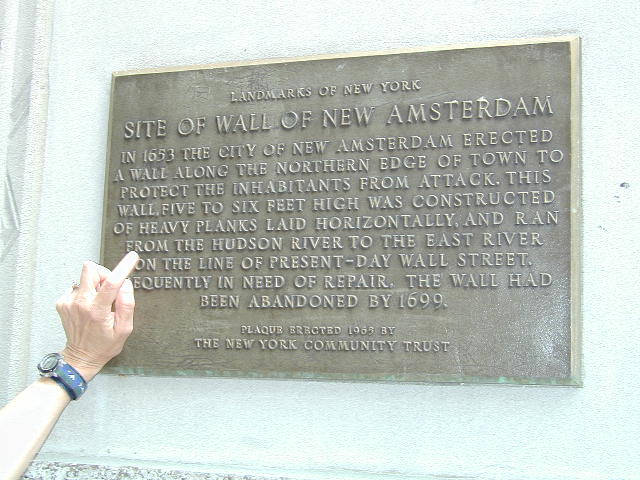 LANDMARKS OF NEW YORK
SITE OF WALL OF NEW AMSTERDAM
IN 1653 THE CITY OF NEW AMSTERDAM ERECTED
A WALL ALONG THE NORTHERN EDGE OF TOWN TO
PROTECT THE INHABITANTS FROM ATTACK. THIS
WALL, FIVE TO SIX FEET HIGH WAS CONSTRUCTED
OF HEAVY PLANKS LAID HORIZONTALLY, AND RAN
FROM THE HUDSON RIVER TO THE EAST RIVER
ON THE LINE OF PRESENT-DAY WALL STREET.
EQUENTLY IN NEED OF REPAIR. THE WALL HAD
BEEN ABANDONED BY 1699.
PLAQUE ERECTED 1965 BY
THE NEW YORK COMMUNITY TRUST